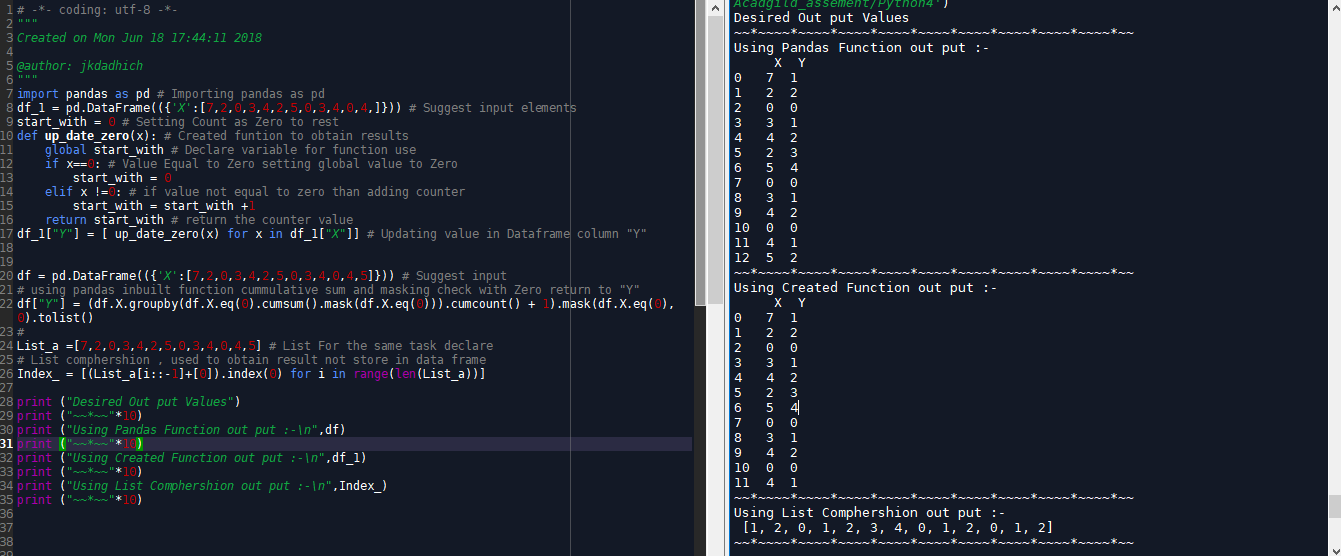 1 # -*- coding: utf-8 -*-
2 """
3 Created on Mon Jun 18 17:44:11 2018
4
5 @author: jkdadhich
6 """
7 import pandas as pd # Importing pandas as pd
8 df_1 = pd.DataFrame(({'X':[7,2,0,3,4,2,5,0,3,4,0,4,]})) # Suggest input elements
9 start_with = 0 # Setting Count as Zero to rest
10 def up_date_zero(x): # Created funtion to obtain results
11     global start_with # Declare variable for function use
12     if x==0: # Value Equal to Zero setting global value to Zero
13         start_with = 0
14     elif x !=0: # if value not equal to zero than adding counter
15         start_with = start_with +1
16     return start_with # return the counter value
17 df_1["Y"] = [ up_date_zero(x) for x in df_1["X"]] # Updating value in Dataframe column "Y"
18
19
20 df = pd.DataFrame(({'X':[7,2,0,3,4,2,5,0,3,4,0,4,5]})) # Suggest input
21 # using pandas inbuilt function cummulative sum and masking check with Zero return to "Y"
22 df["Y"] = (df.X.groupby(df.X.eq(0).cumsum().mask(df.X.eq(0))).cumcount() + 1).mask(df.X.eq(0),
0).tolist()
23 #
24 List_a =[7,2,0,3,4,2,5,0,3,4,0,4,5] # List For the same task declare
25 # List comphershion , used to obtain result not store in data frame
26 Index_ = [(List_a[i::-1]+[0]).index(0) for i in range(len(List_a))]
27
28 print ("Desired Out put Values")
29 print ("~~*~~"*10)
30 print ("Using Pandas Function out put :-\n",df)
31 print ("~~*~~"*10)
32 print ("Using Created Function out put :-\n",df_1)
33 print ("~~*~~"*10)
34 print ("Using List Comphershion out put :-\n",Index_)
35 print ("~~*~~"*10)
36
37
38
Acadgild_assement/Python4')
Desired Out put Values
~~*~~~~*~~~~*~~~~*~~~~*~~~~*~~~~*~~~~*~~~~*~~~~*~~
Using Pandas Function out put :-
X Y
0 7 1
1 2 2
2 0 0
3 3 1
4 4 2
5 2 3
6 5 4
7 0 0
8 3 1
9 4 2
10 0 0
11 4 1
12 5 2
~~*~~~~*~~~~*~~~~*~~~~*~~~~*~~~~*~~~~*~~~~*~~~~*~~
Using Created Function out put :-
X Y
0 7 1
1 2 2
2 0 0
3 3 1
4 4 2
5 2 3
6 5 4
7 0 0
8 3 1
9 4 2
10 0 0
11 4 1
~~*~~~~*~~~~*~~~~*~~~~*~~~~*~~~~*~~~~*~~~~*~~~~*~~
Using List Comphershion out put :-
[1, 2, 0, 1, 2, 3, 4, 0, 1, 2, 0, 1, 2]
~~*~~~~*~~~~*~~~~*~~~~*~~~~*~~~~*~~~~*~~~~*~~~~*~~